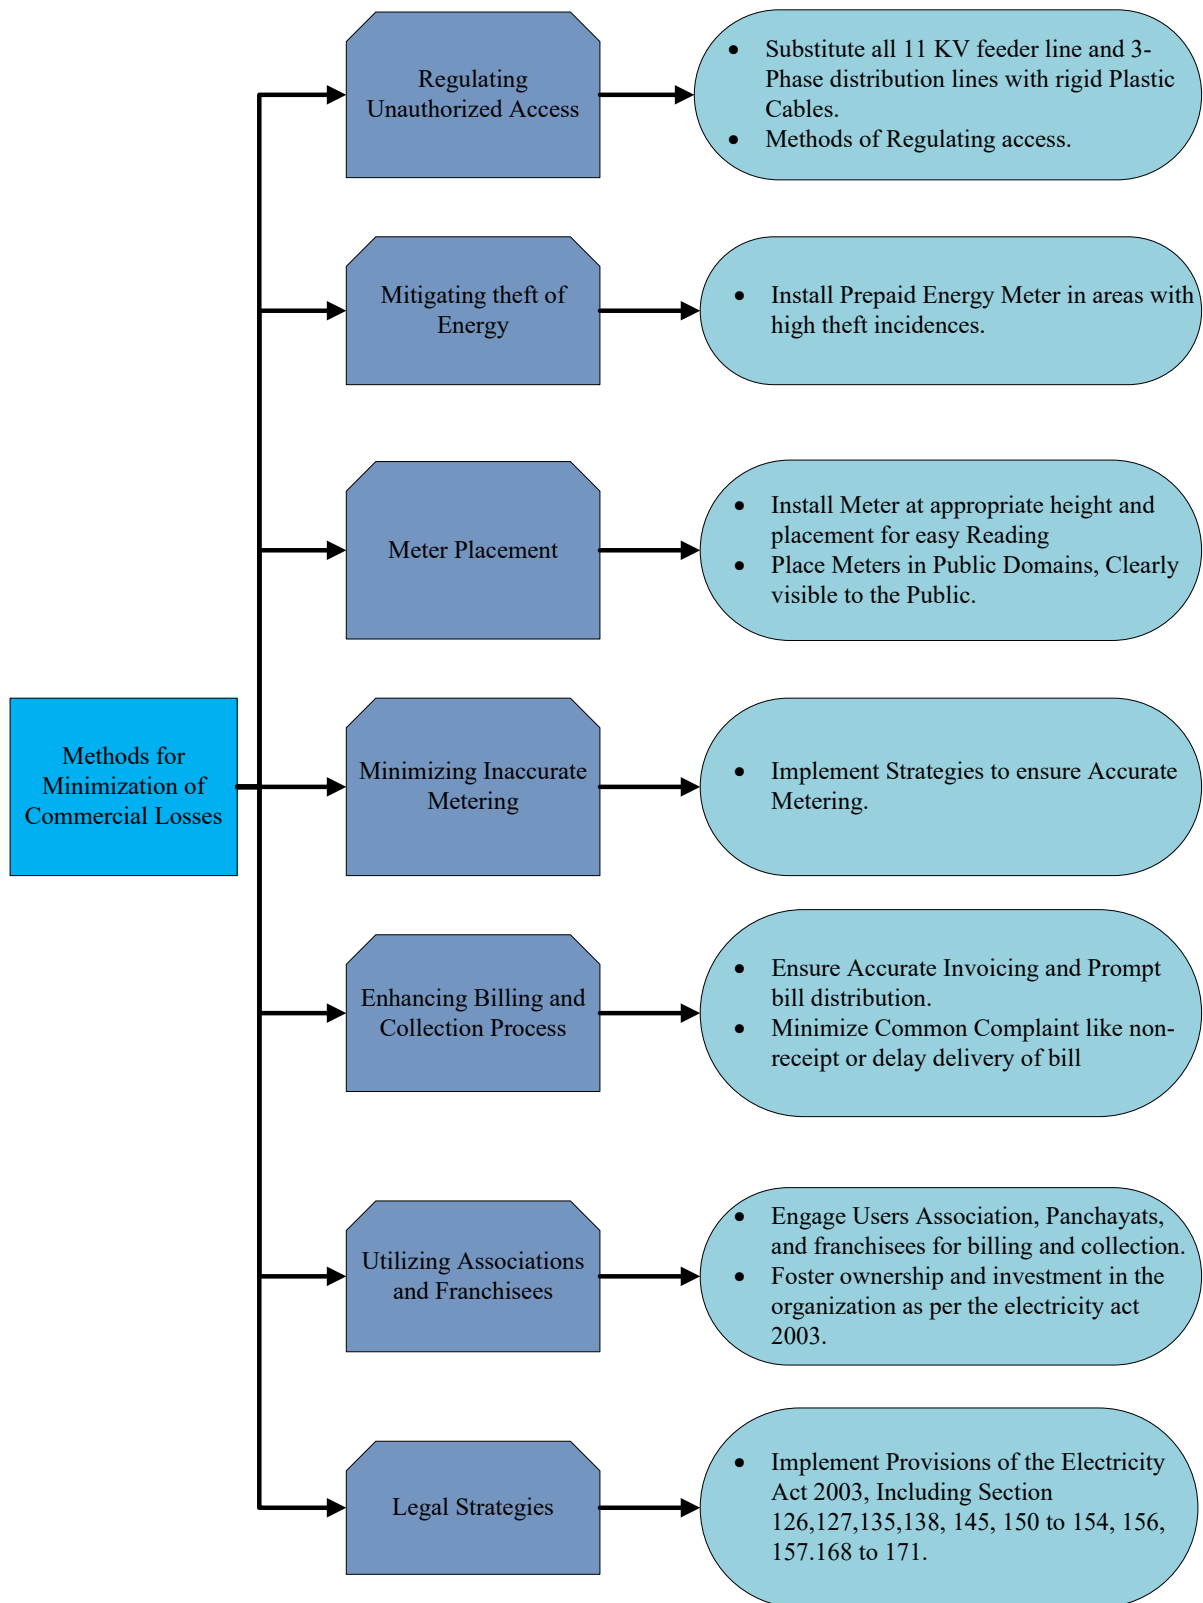 Regulating
Unauthorized Access
• Substitute all 11 KV feeder line and 3-
Phase distribution lines with rigid Plastic
Cables.
• Methods of Regulating access.
Mitigating theft of
Energy
• Install Prepaid Energy Meter in areas with
high theft incidences.
Meter Placement
• Install Meter at appropriate height and
placement for easy Reading
• Place Meters in Public Domains, Clearly
visible to the Public.
Methods for
Minimization of
Commercial Losses
Minimizing Inaccurate
Metering
• Implement Strategies to ensure Accurate
Metering.
Enhancing Billing and
Collection Process
• Ensure Accurate Invoicing and Prompt
bill distribution.
• Minimize Common Complaint like non-
receipt or delay delivery of bill
Utilizing Associations
and Franchisees
• Engage Users Association, Panchayats,
and franchisees for billing and collection.
• Foster ownership and investment in the
organization as per the electricity act
2003.
Legal Strategies
• Implement Provisions of the Electricity
Act 2003, Including Section
126,127,135,138, 145, 150 to 154, 156,
157.168 to 171.